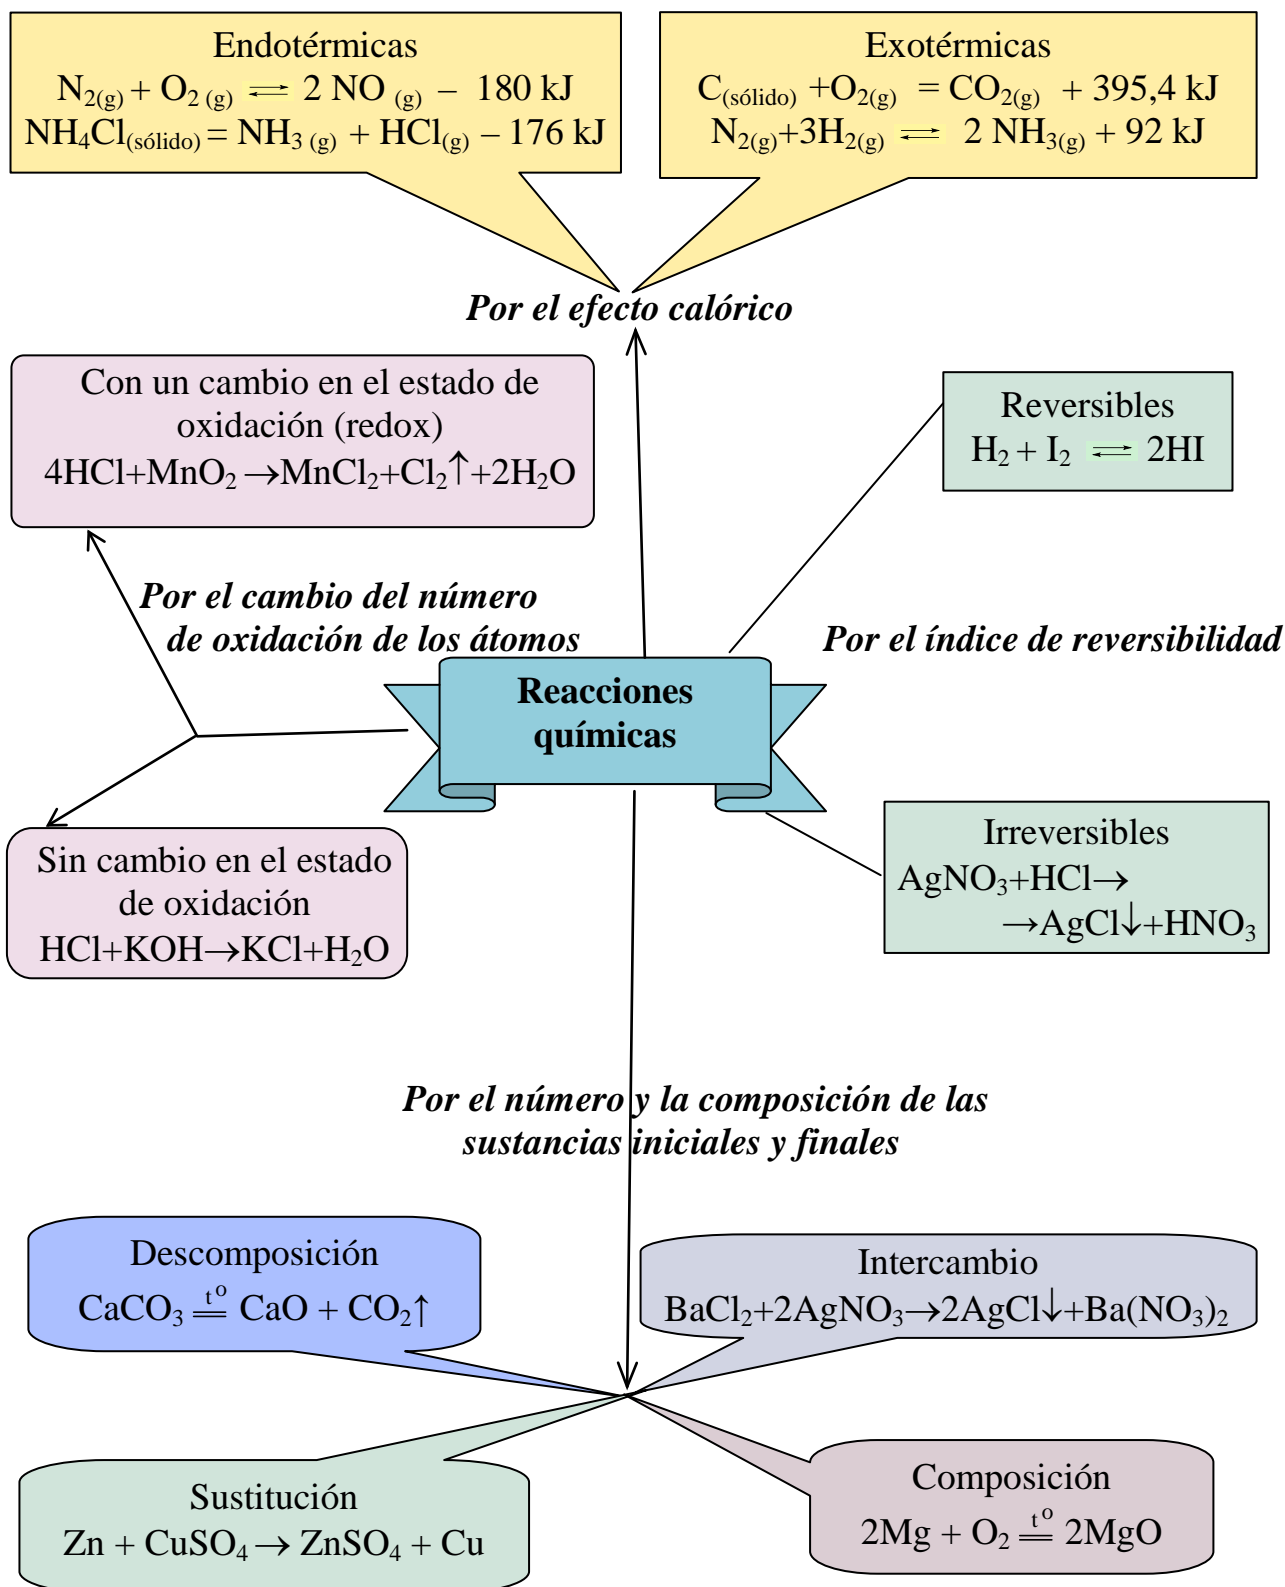 Endotérmicas
N₂(g) + O₂ (g) ⇌ 2 NO (g) – 180 kJ
NH₄Cl(sólido) = NH₃ (g) + HCl(g) – 176 kJ
Exotérmicas
C(sólido) +O₂(g) = CO₂(g) + 395,4 kJ
N₂(g)+3H₂(g) ⇌ 2 NH₃(g) + 92 kJ
Por el efecto calórico
Con un cambio en el estado de
oxidación (redox)
4HCl+MnO₂→MnCl₂+Cl₂↑+2H₂O
Reversibles
H₂ + I₂ ⇌ 2HI
Por el cambio del número
de oxidación de los átomos
Por el índice de reversibilidad
Reacciones
químicas
Sin cambio en el estado
de oxidación
HCl+KOH→KCl+H₂O
Irreversibles
AgNO₃+HCl→
→AgCl↓+HNO₃
Por el número y la composición de las
sustancias iniciales y finales
Descomposición
CaCO₃ =(tº) CaO + CO₂↑
Intercambio
BaCl₂+2AgNO₃→2AgCl↓+Ba(NO₃)₂
Sustitución
Zn + CuSO₄ → ZnSO₄ + Cu
Composición
2Mg + O₂ =(tº) 2MgO